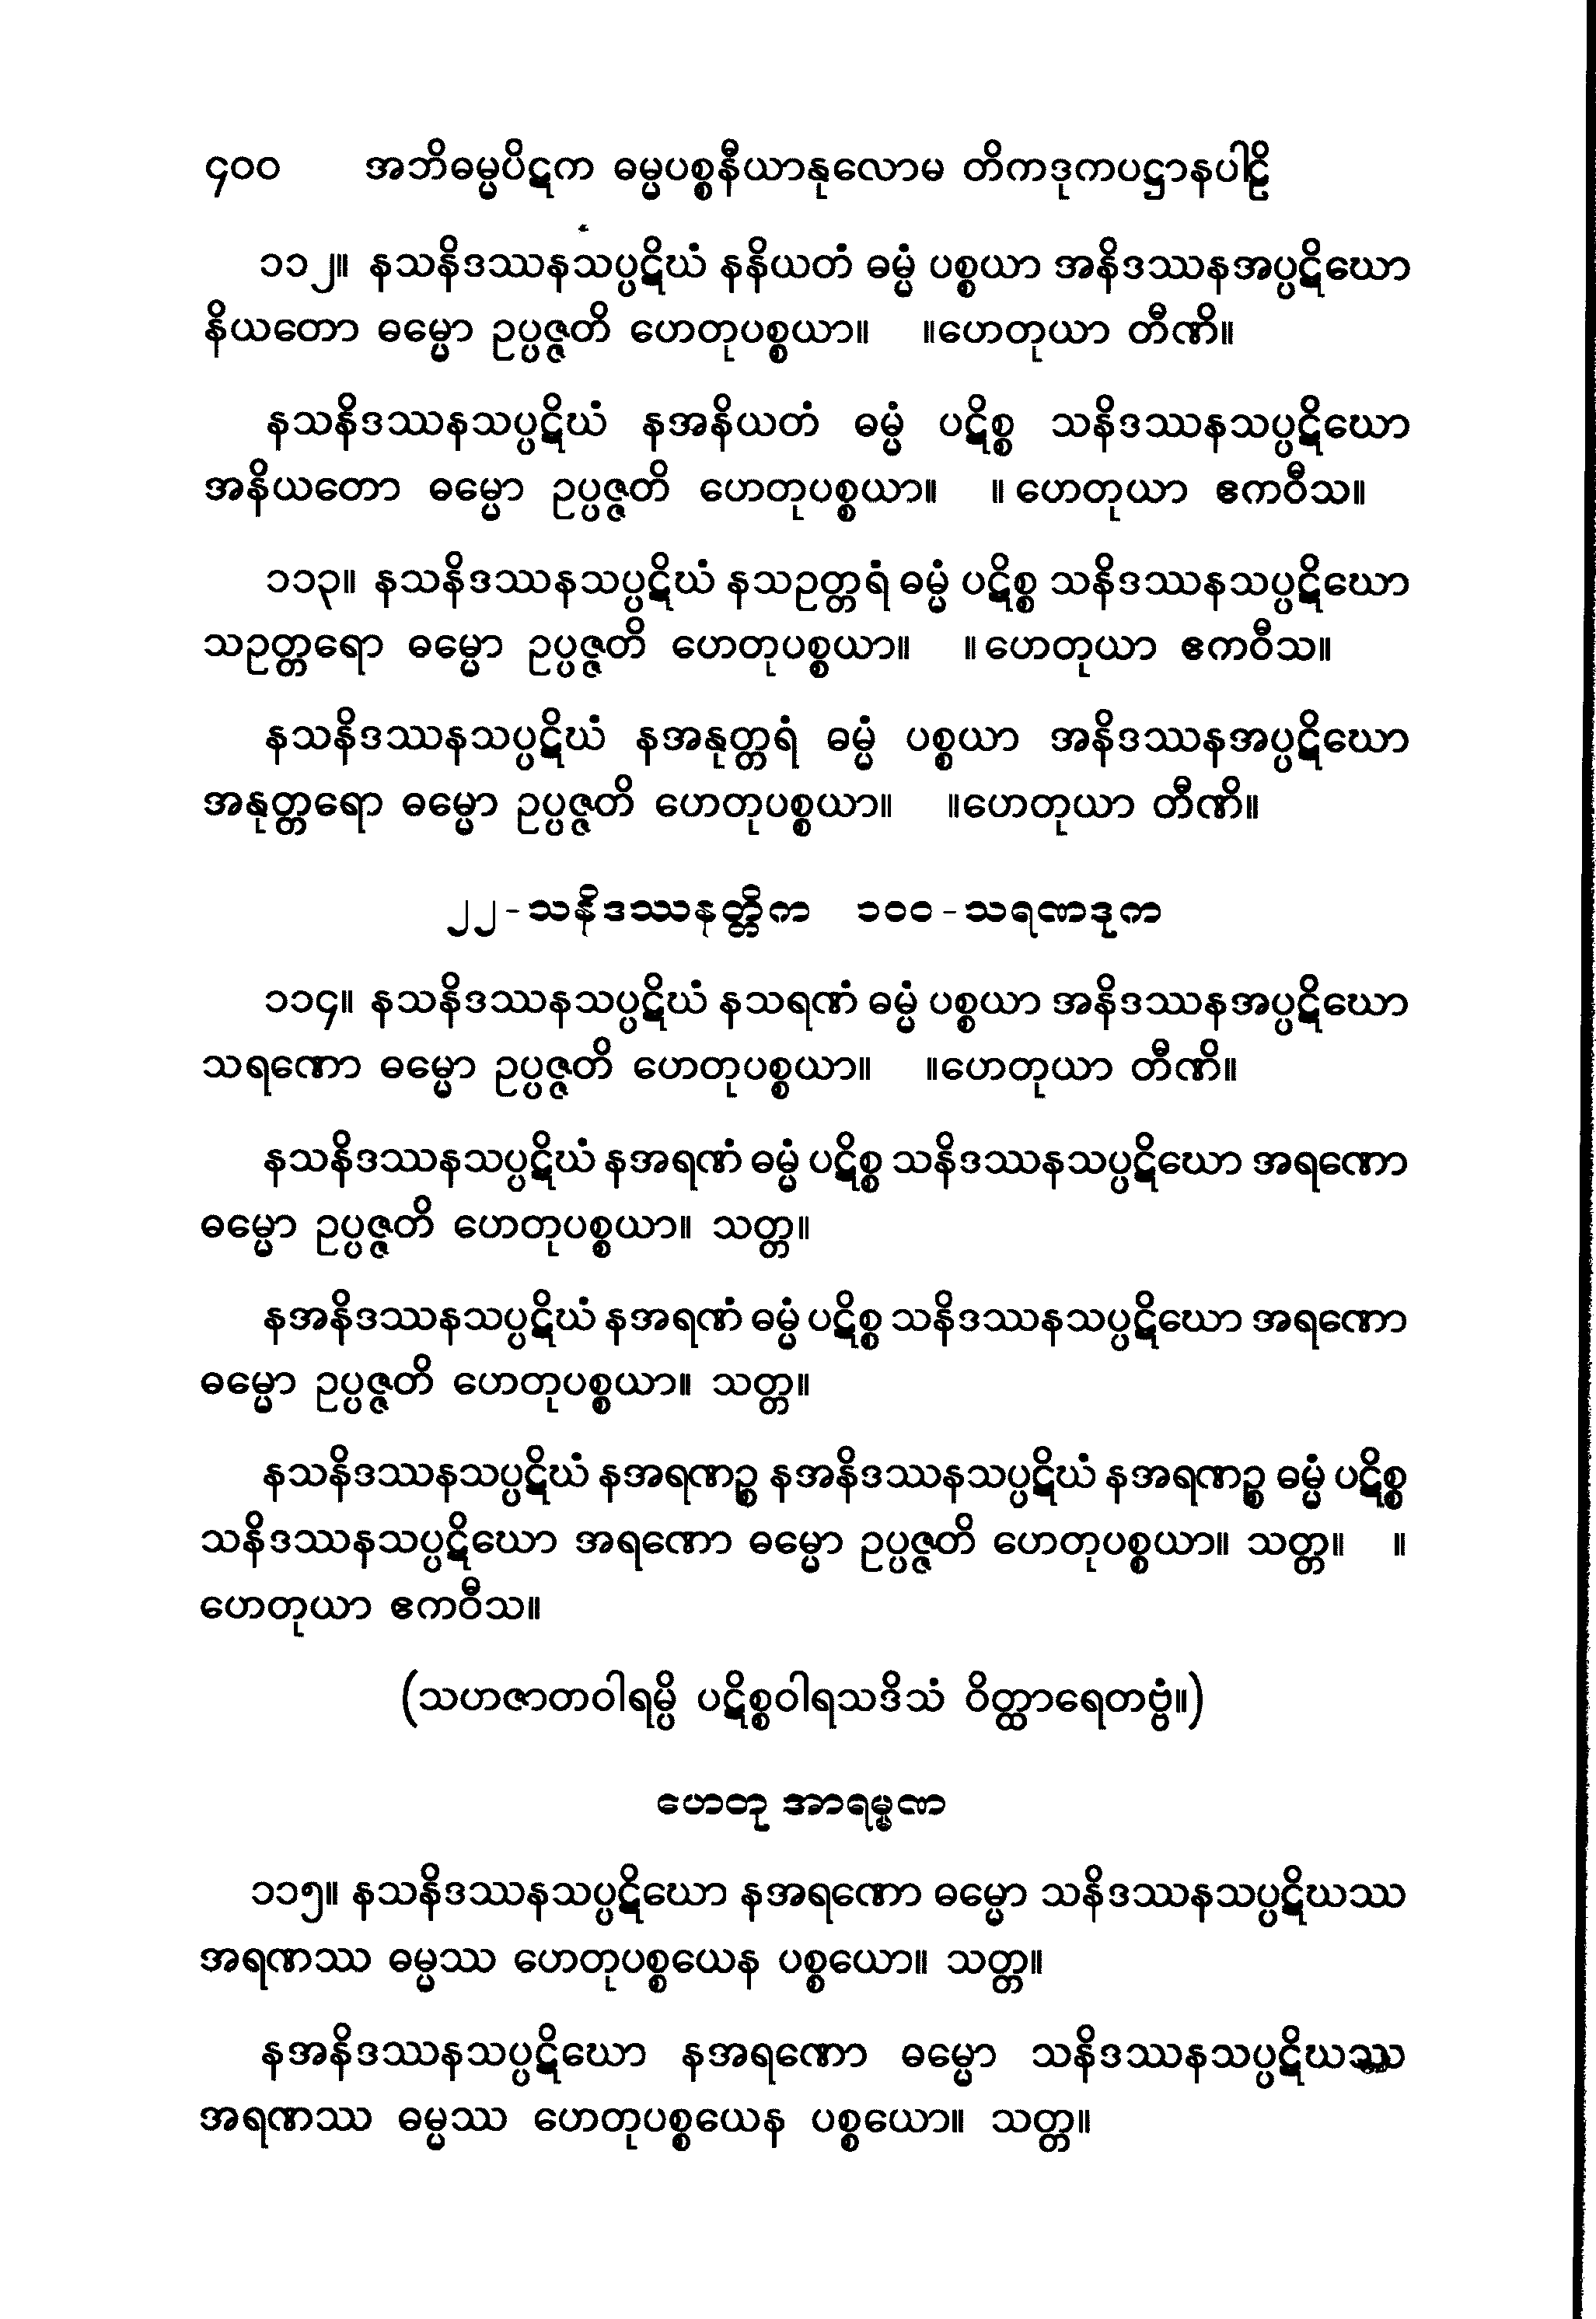 ၄၀၀ အဘိဓမ္မပိဋက ဓမ္မပစ္စနီယာနုလောမ တိကဒုကပဋ္ဌာနပါဠိ
၁၁၂။ နသနိဒဿနသပ္ပဋိဃံ နနိယတံ ဓမ္မံ ပစ္စယာ အနိဒဿနအပ္ပဋိဃော
နိယတော ဓမ္မော ဥပ္ပဇ္ဇတိ ဟေတုပစ္စယာ။ ။ဟေတုယာ တီဏိ။
နသနိဒဿနသပ္ပဋိဃံ နအနိယတံ ဓမ္မံ ပဋိစ္စ သနိဒဿနသပ္ပဋိဃော
အနိယတော ဓမ္မော ဥပ္ပဇ္ဇတိ ဟေတုပစ္စယာ။ ။ ဟေတုယာ ဧကဝီသ။
၁၁၃။ နသနိဒဿနသပ္ပဋိဃံ နသဥတ္တရံ ဓမ္မံ ပဋိစ္စ သနိဒဿနသပ္ပဋိဃော
သဥတ္တရော ဓမ္မော ဥပ္ပဇ္ဇတိ ဟေတုပစ္စယာ။ ။ ဟေတုယာ ဧကဝီသ။
နသနိဒဿနသပ္ပဋိဃံ နအနုတ္တရံ ဓမ္မံ ပစ္စယာ အနိဒဿနအပ္ပဋိဃော
အနုတ္တရော ဓမ္မော ဥပ္ပဇ္ဇတိ ဟေတုပစ္စယာ။ ။ဟေတုယာ တီဏိ။
၂၂-သနိဒဿနတ္တိက ၁၀၀-သရဏဒုက
၁၁၄။ နသနိဒဿနသပ္ပဋိဃံ နသရဏံ ဓမ္မံ ပစ္စယာ အနိဒဿနအပ္ပဋိဃော
သရဏော ဓမ္မော ဥပ္ပဇ္ဇတိ ဟေတုပစ္စယာ။ ။ဟေတုယာ တီဏိ။
နသနိဒဿနသပ္ပဋိဃံ နအရဏံ ဓမ္မံ ပဋိစ္စ သနိဒဿနသပ္ပဋိဃော အရဏော
ဓမ္မော ဥပ္ပဇ္ဇတိ ဟေတုပစ္စယာ။ သတ္တ။
နအနိဒဿနသပ္ပဋိဃံ နအရဏံ ဓမ္မံ ပဋိစ္စ သနိဒဿနသပ္ပဋိဃော အရဏော
ဓမ္မော ဥပ္ပဇ္ဇတိ ဟေတုပစ္စယာ။ သတ္တ။
နသနိဒဿနသပ္ပဋိဃံ နအရဏဉ္စ နအနိဒဿနသပ္ပဋိဃံ နအရဏဉ္စ ဓမ္မံ ပဋိစ္စ
သနိဒဿနသပ္ပဋိဃော အရဏော ဓမ္မော ဥပ္ပဇ္ဇတိ ဟေတုပစ္စယာ။ သတ္တ။ ။
ဟေတုယာ ဧကဝီသ။
(သဟဇာတဝါရမ္ပိ ပဋိစ္စဝါရသဒိသံ ဝိတ္ထာရေတဗ္ဗံ။)
ဟေတု အာရမ္မဏ
၁၁၅။ နသနိဒဿနသပ္ပဋိဃော နအရဏော ဓမ္မော သနိဒဿနသပ္ပဋိဃဿ
အရဏဿ ဓမ္မဿ ဟေတုပစ္စယေန ပစ္စယော။ သတ္တ။
နအနိဒဿနသပ္ပဋိဃော နအရဏော ဓမ္မော သနိဒဿနသပ္ပဋိဃဿ
အရဏဿ ဓမ္မဿ ဟေတုပစ္စယေန ပစ္စယော။ သတ္တ။